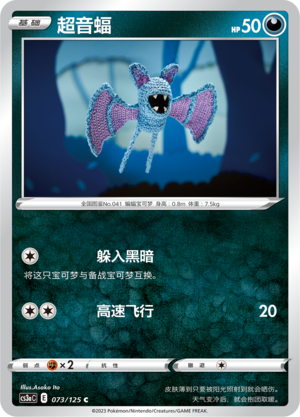 基础 超音蝠 HP50
全国图鉴No.041 蝙蝠宝可梦 身高：0.8m 体重：7.5kg
躲入黑暗
将这只宝可梦与备战宝可梦互换。
高速飞行 20
弱点 ×2 抗性 撤退
Illus.Asako Ito
CS3aC E 073/125 C
皮肤薄到只要被阳光照射到就会晒伤。
天气变冷后，就会抱团取暖。
©2023 Pokémon/Nintendo/Creatures/GAME FREAK.